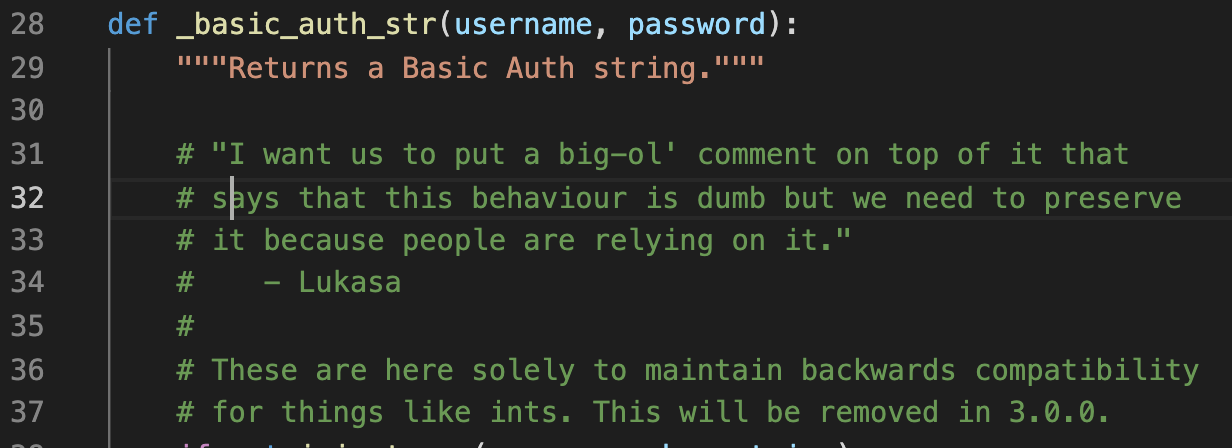 28 def _basic_auth_str(username, password):
29 """Returns a Basic Auth string."""
30
31 # "I want us to put a big-ol' comment on top of it that
32 # says that this behaviour is dumb but we need to preserve
33 # it because people are relying on it."
34 #    - Lukasa
35 #
36 # These are here solely to maintain backwards compatibility
37 # for things like ints. This will be removed in 3.0.0.